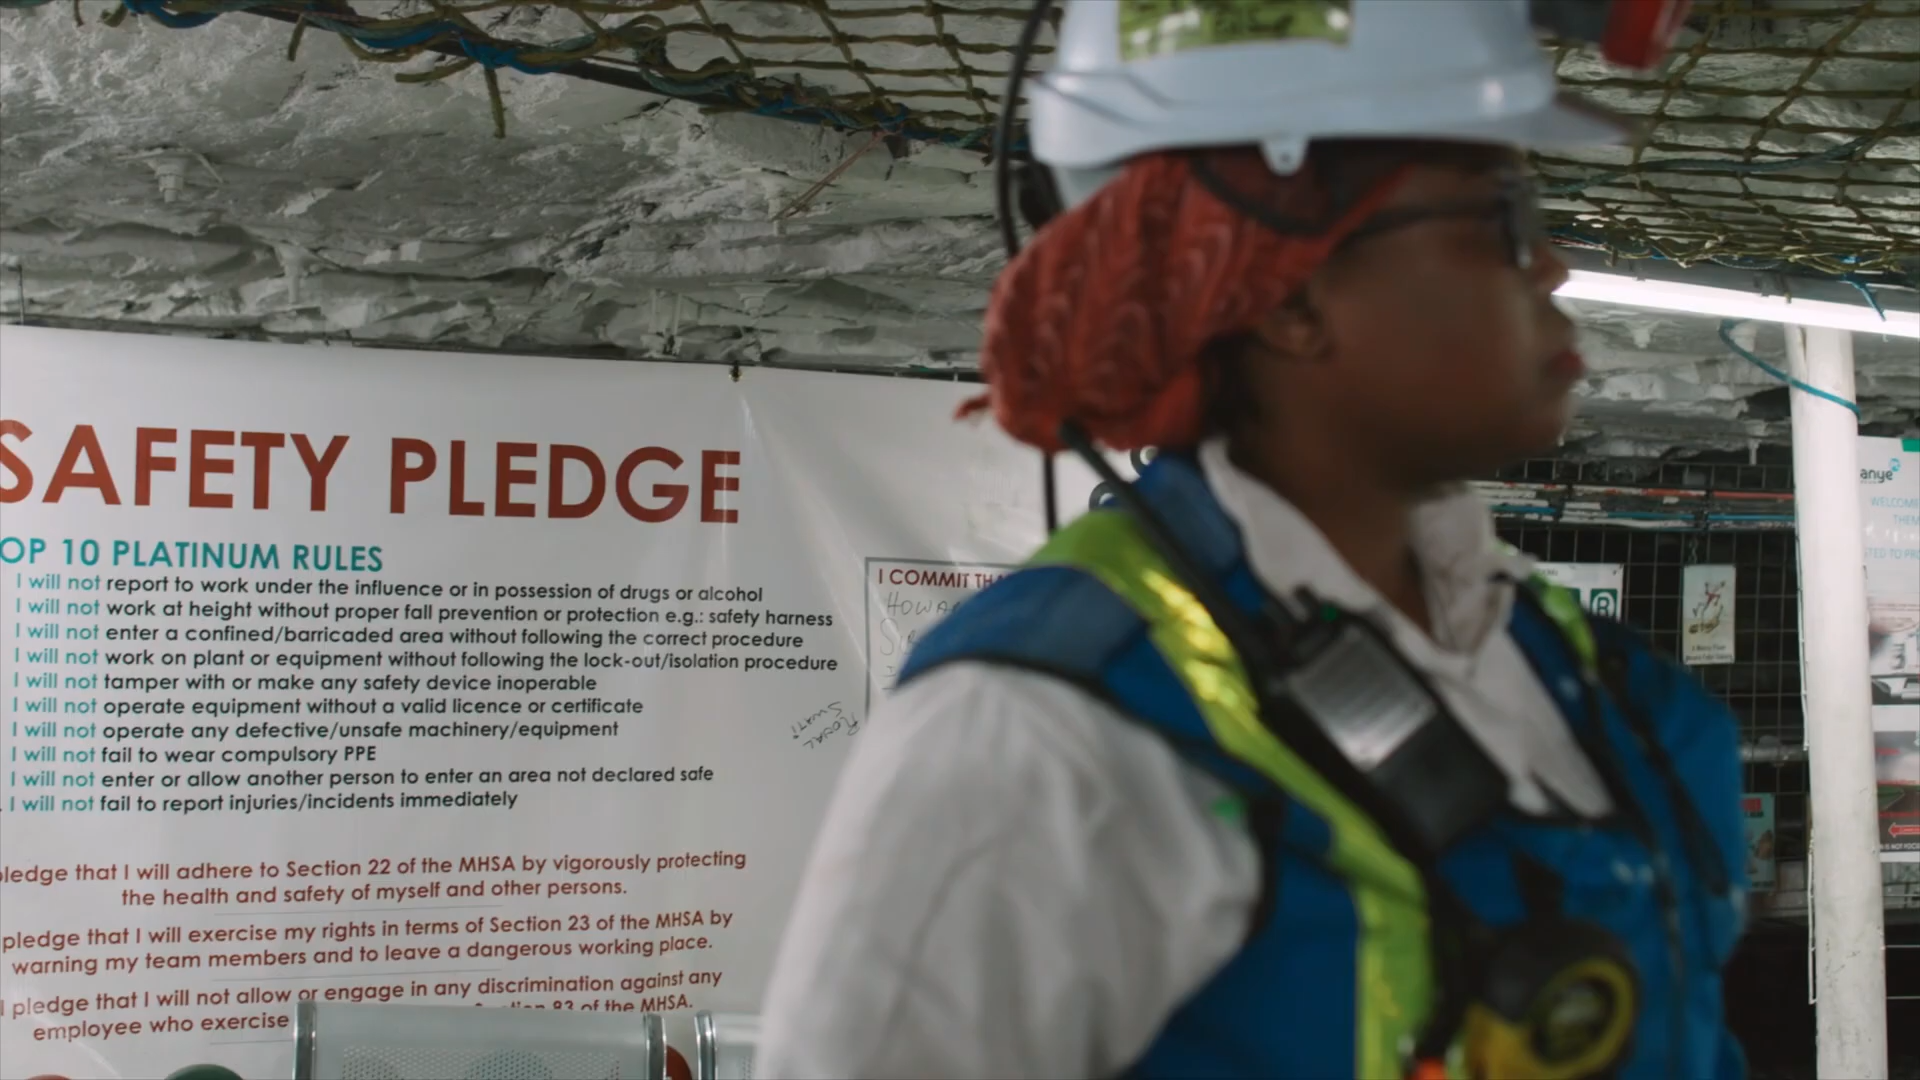 SAFETY PLEDGE
OP 10 PLATINUM RULES
I will not report to work under the influence or in possession of drugs or alcohol
I will not work at height without proper fall prevention or protection e.g.: safety harness
I will not enter a confined/barricaded area without following the correct procedure
I will not work on plant or equipment without following the lock-out/isolation procedure
I will not tamper with or make any safety device inoperable
I will not operate equipment without a valid licence or certificate
I will not operate any defective/unsafe machinery/equipment
I will not fail to wear compulsory PPE
I will not enter or allow another person to enter an area not declared safe
I will not fail to report injuries/incidents immediately
ledge that I will adhere to Section 22 of the MHSA by vigorously protecting
the health and safety of myself and other persons.
pledge that I will exercise my rights in terms of Section 23 of the MHSA by
warning my team members and to leave a dangerous working place.
I pledge that I will not allow or engage in any discrimination against any
employee who exercise 83 of the MHSA.
I COMMIT THA
HOWA
anye
WELCOME
THEM
R